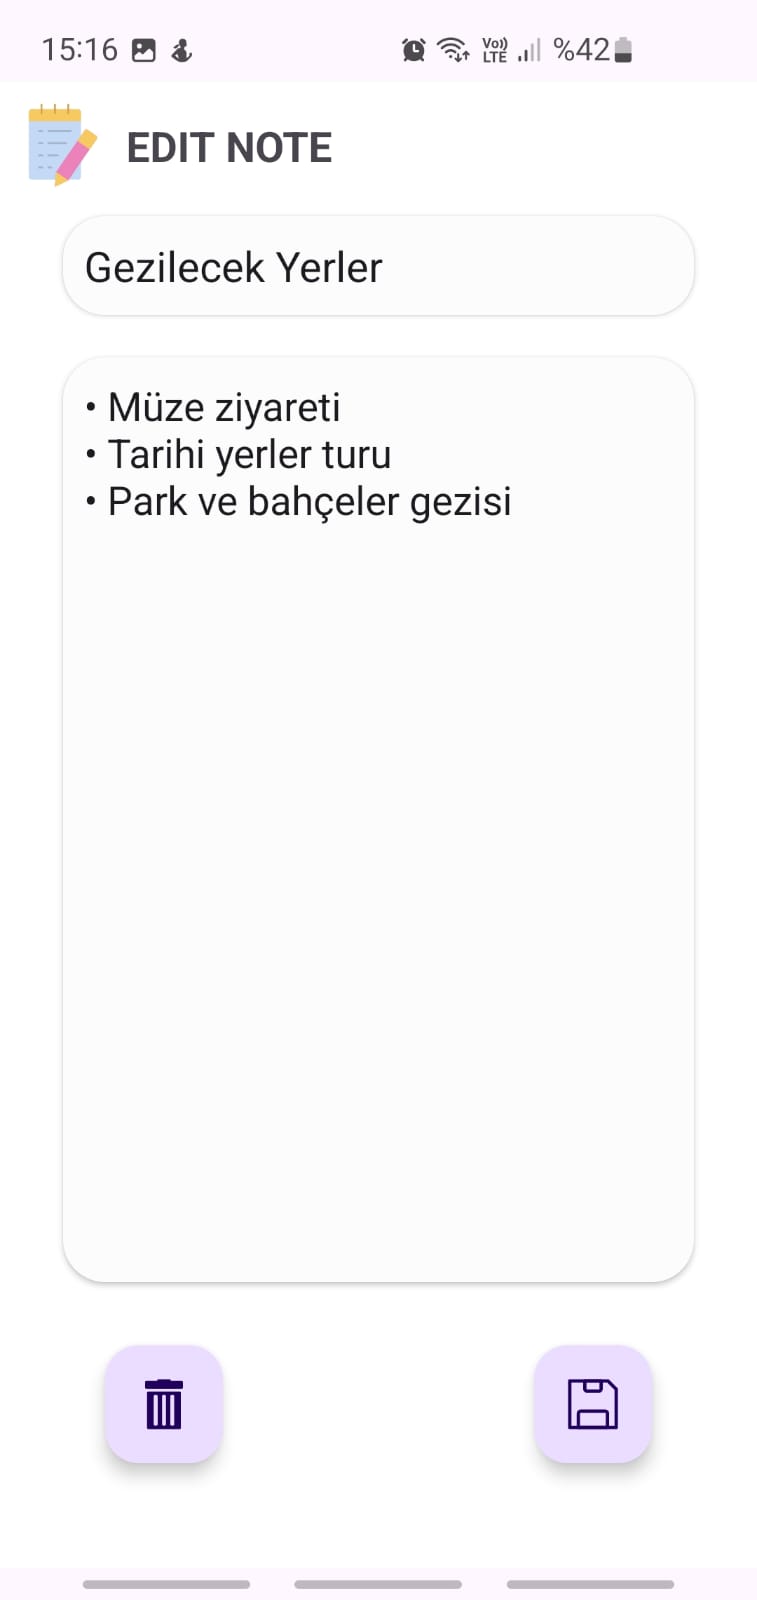 15:16 Vo)) LTE %42
EDIT NOTE
Gezilecek Yerler
• Müze ziyareti
• Tarihi yerler turu
• Park ve bahçeler gezisi